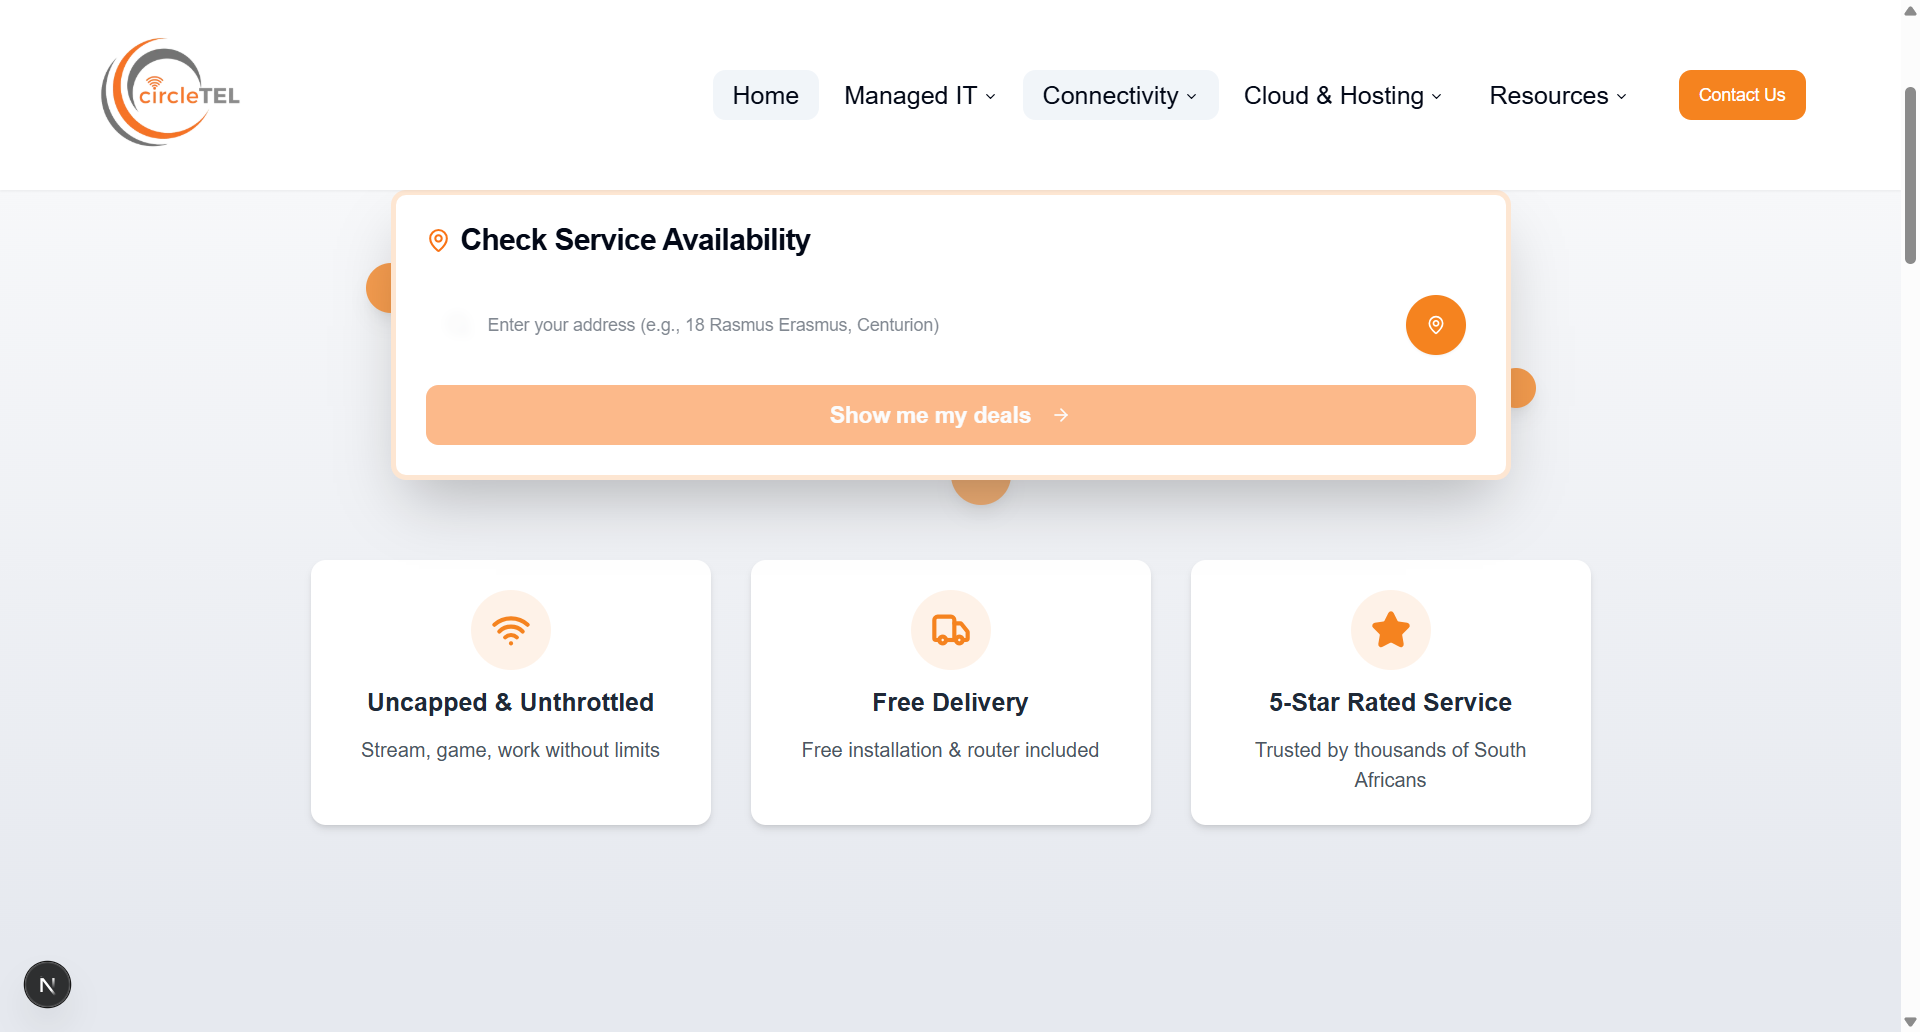 circleTEL
Home
Managed IT
Connectivity
Cloud & Hosting
Resources
Contact Us
Check Service Availability
Enter your address (e.g., 18 Rasmus Erasmus, Centurion)
Show me my deals →
Uncapped & Unthrottled
Stream, game, work without limits
Free Delivery
Free installation & router included
5-Star Rated Service
Trusted by thousands of South
Africans
N